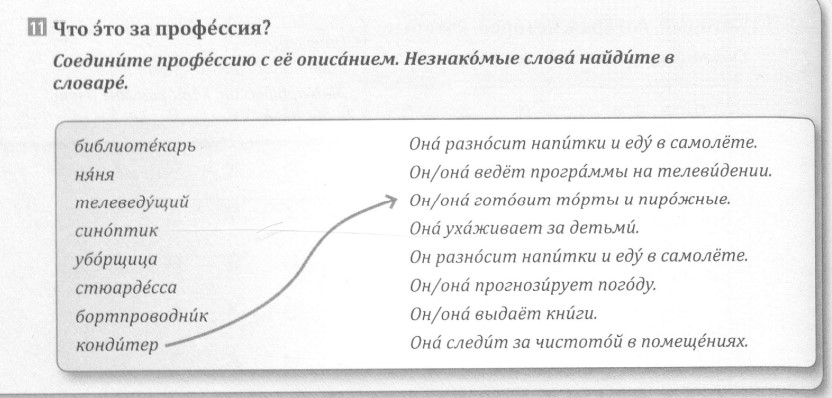 11 Что э́то за профе́ссия?
Соедини́те профе́ссию с её описа́нием. Незнако́мые слова́ найди́те в
словаре́.
библиоте́карь
ня́ня
телеведу́щий
сино́птик
убо́рщица
стюарде́сса
бортпроводни́к
конди́тер
Она́ разно́сит напи́тки и еду́ в самолёте.
Он/она́ ведёт програ́ммы на телеви́дении.
Он/она́ гото́вит то́рты и пиро́жные.
Она́ уха́живает за детьми́.
Он разно́сит напи́тки и еду́ в самолёте.
Он/она́ прогнози́рует пого́ду.
Он/она́ выдаёт кни́ги.
Она́ следи́т за чистото́й в помеще́ниях.